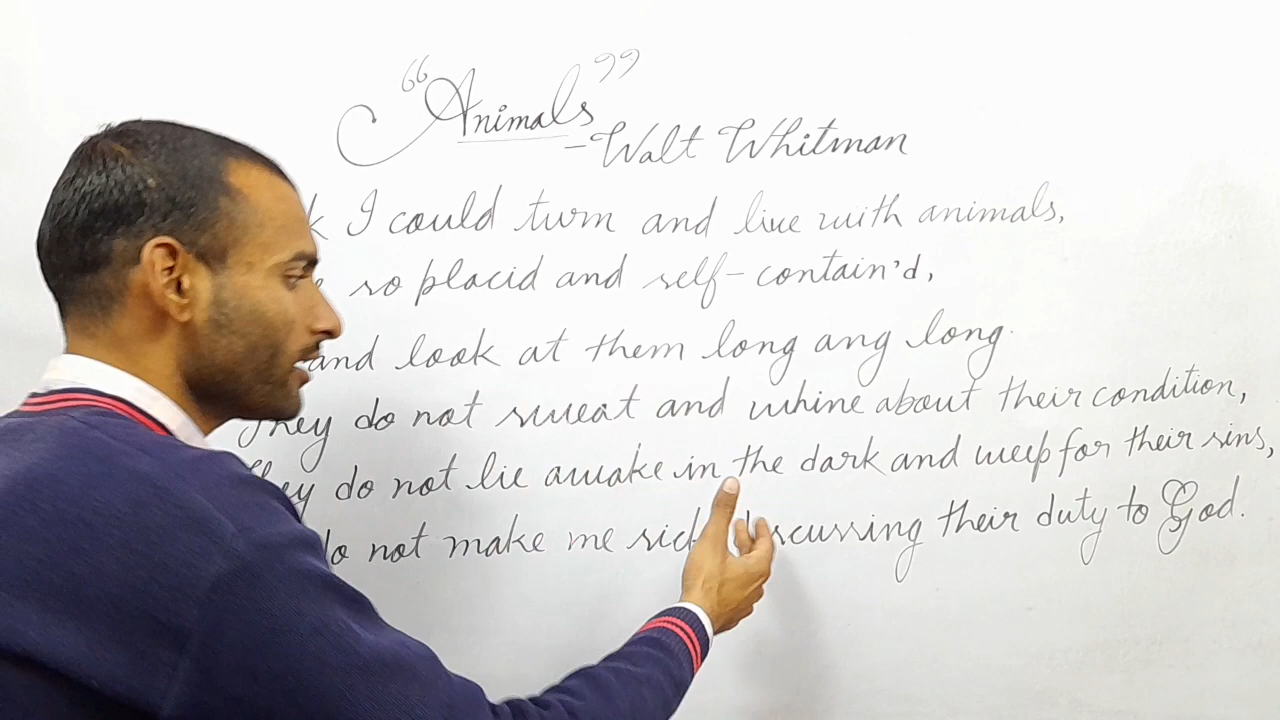 "Animals"
-Walt Whitman
k I could turn and live with animals,
so placid and self-contain'd,
and look at them long ang long.
They do not sweat and whine about their condition,
They do not lie awake in the dark and weep for their sins,
do not make me sick discussing their duty to God.